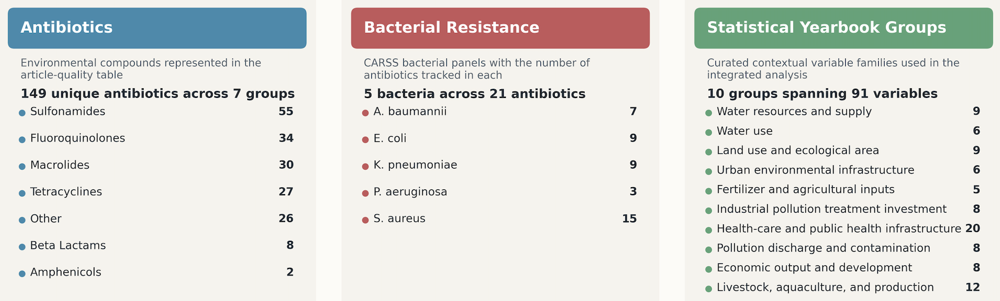 Antibiotics
Environmental compounds represented in the
article-quality table
149 unique antibiotics across 7 groups
Sulfonamides 55
Fluoroquinolones 34
Macrolides 30
Tetracyclines 27
Other 26
Beta Lactams 8
Amphenicols 2
Bacterial Resistance
CARSS bacterial panels with the number of
antibiotics tracked in each
5 bacteria across 21 antibiotics
A. baumannii 7
E. coli 9
K. pneumoniae 9
P. aeruginosa 3
S. aureus 15
Statistical Yearbook Groups
Curated contextual variable families used in the
integrated analysis
10 groups spanning 91 variables
Water resources and supply 9
Water use 6
Land use and ecological area 9
Urban environmental infrastructure 6
Fertilizer and agricultural inputs 5
Industrial pollution treatment investment 8
Health-care and public health infrastructure 20
Pollution discharge and contamination 8
Economic output and development 8
Livestock, aquaculture, and production 12